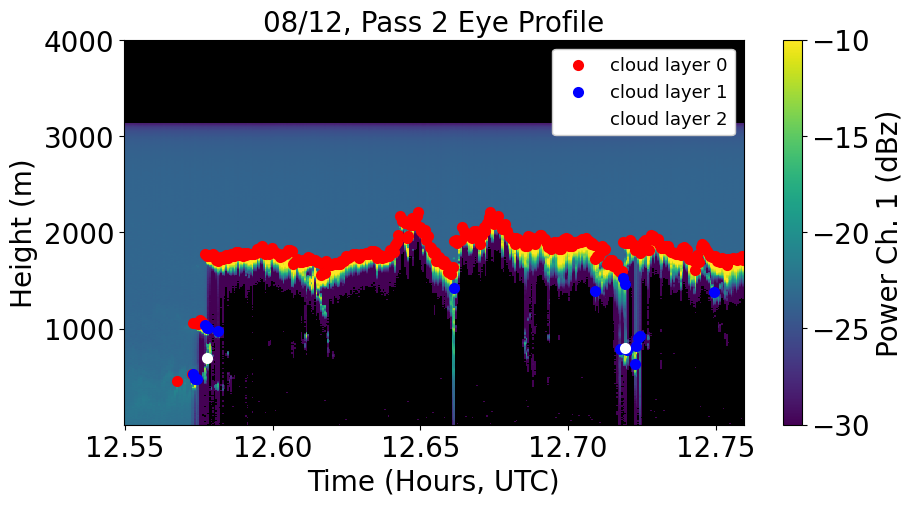 08/12, Pass 2 Eye Profile
4000
3000
2000
1000
Height (m)
cloud layer 0
cloud layer 1
cloud layer 2
12.55
12.60
12.65
12.70
12.75
Time (Hours, UTC)
−10
−15
−20
−25
−30
Power Ch. 1 (dBz)